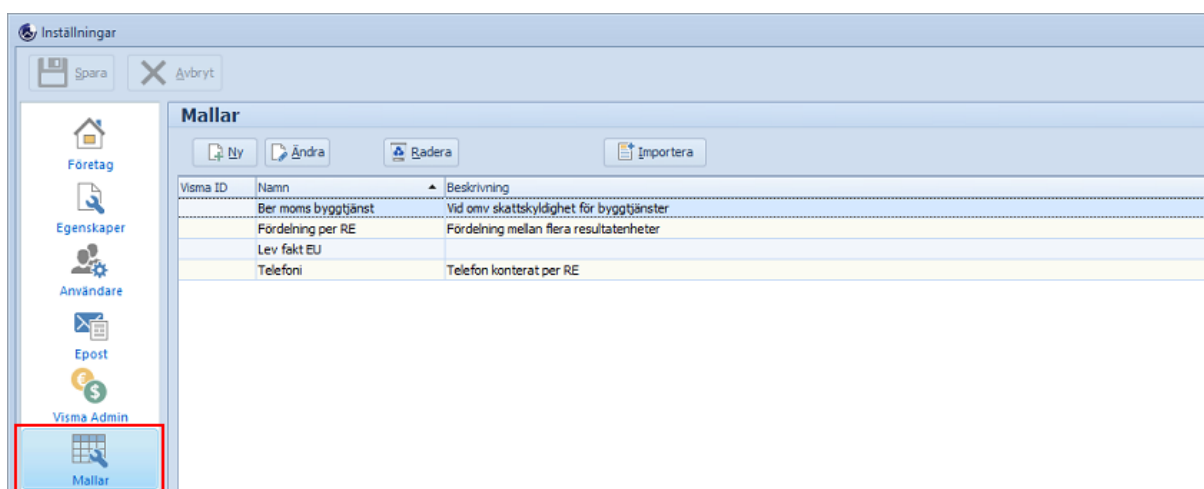 Inställningar
Spara Avbryt
Företag
Egenskaper
Användare
Epost
Visma Admin
Mallar
Mallar
Ny Ändra Radera Importera
Visma ID Namn Beskrivning
Ber moms byggtjänst Vid omv skattskyldighet för byggtjänster
Fördelning per RE Fördelning mellan flera resultatenheter
Lev fakt EU
Telefoni Telefon konterat per RE